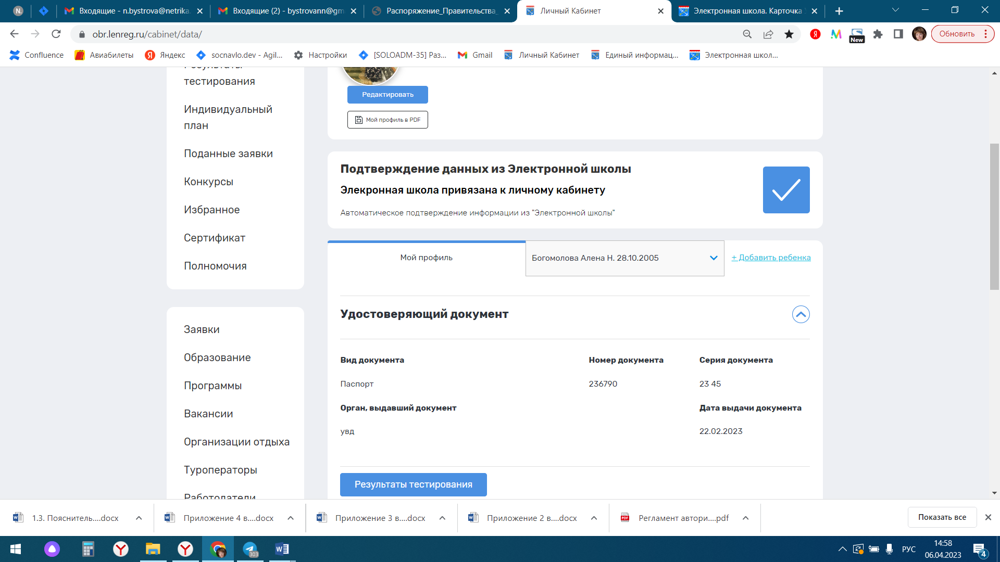 Входящие - n.bystrova@netrika.
Входящие (2) - bystrovann@gm
Распоряжение_Правительства_
Личный Кабинет
Электронная школа. Карточка
obr.lenreg.ru/cabinet/data/
New
Обновить
Confluence
Авиабилеты
Яндекс
socnavlo.dev - Agil...
Настройки
[SOLOADM-35] Раз...
Gmail
Личный Кабинет
Единый информац...
Электронная школ...
Результаты
тестирования
Индивидуальный
план
Поданные заявки
Конкурсы
Избранное
Сертификат
Полномочия
Заявки
Образование
Программы
Вакансии
Организации отдыха
Туроператоры
Работодатели
Редактировать
Мой профиль в PDF
Подтверждение данных из Электронной школы
Элекронная школа привязана к личному кабинету
Автоматическое подтверждение информации из "Электронной школы"
Мой профиль
Богомолова Алена Н. 28.10.2005
+ Добавить ребенка
Удостоверяющий документ
Вид документа
Номер документа
Серия документа
Паспорт
236790
23 45
Орган, выдавший документ
Дата выдачи документа
увд
22.02.2023
Результаты тестирования
1.3. Пояснитель....docx
Приложение 4 в....docx
Приложение 3 в....docx
Приложение 2 в....docx
Регламент автори....pdf
Показать все
303
РУС
14:58
06.04.2023
4